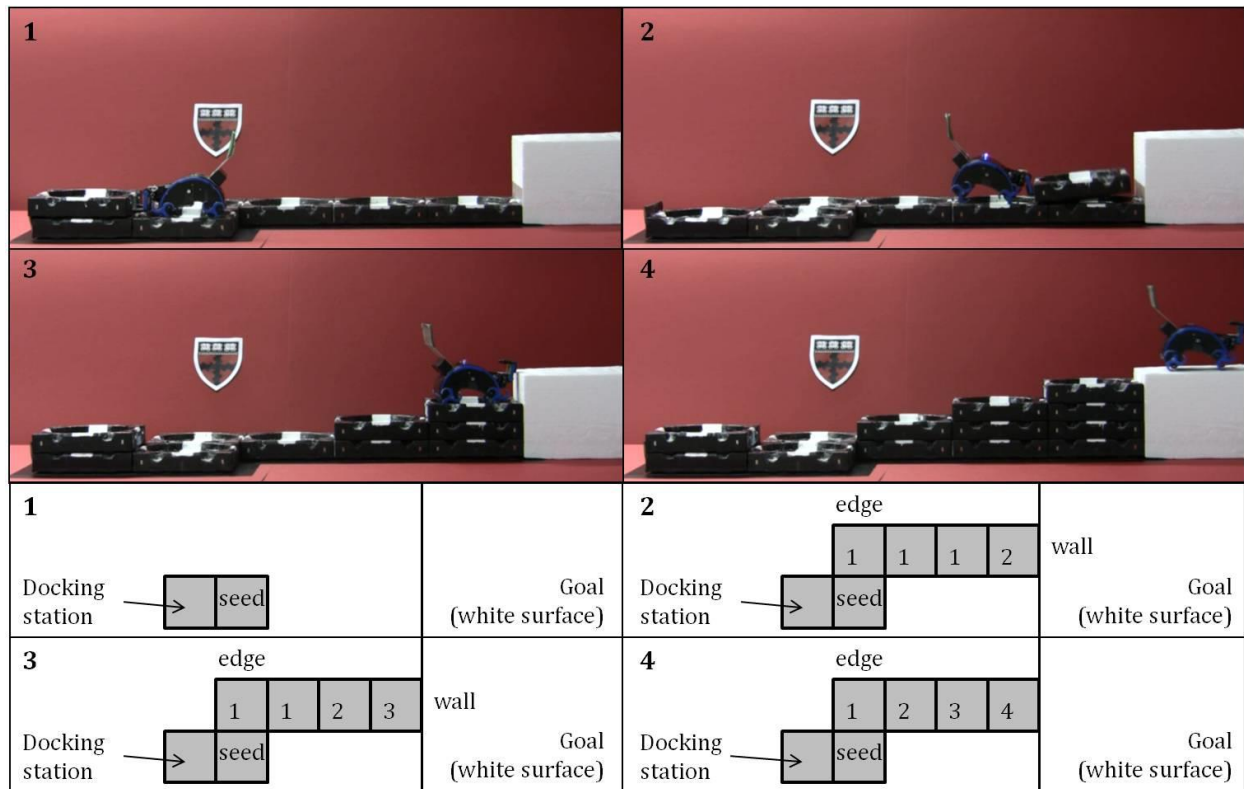 1
2
3
4
1
Docking
station
seed
Goal
(white surface)
2
edge
1 1 1 2
wall
Docking
station
seed
Goal
(white surface)
3
edge
1 1 2 3
wall
Docking
station
seed
Goal
(white surface)
4
edge
1 2 3 4
Docking
station
seed
Goal
(white surface)